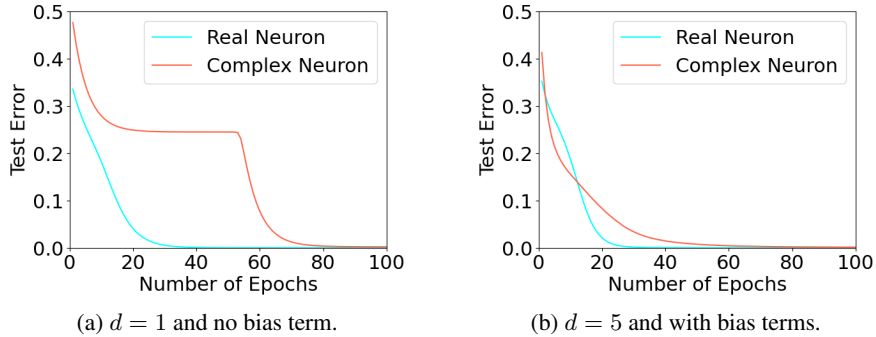 0.5
0.4
0.3
0.2
0.1
0.0
Test Error
Real Neuron
Complex Neuron
0 20 40 60 80 100
Number of Epochs
(a) d = 1 and no bias term.
0.5
0.4
0.3
0.2
0.1
0.0
Test Error
Real Neuron
Complex Neuron
0 20 40 60 80 100
Number of Epochs
(b) d = 5 and with bias terms.